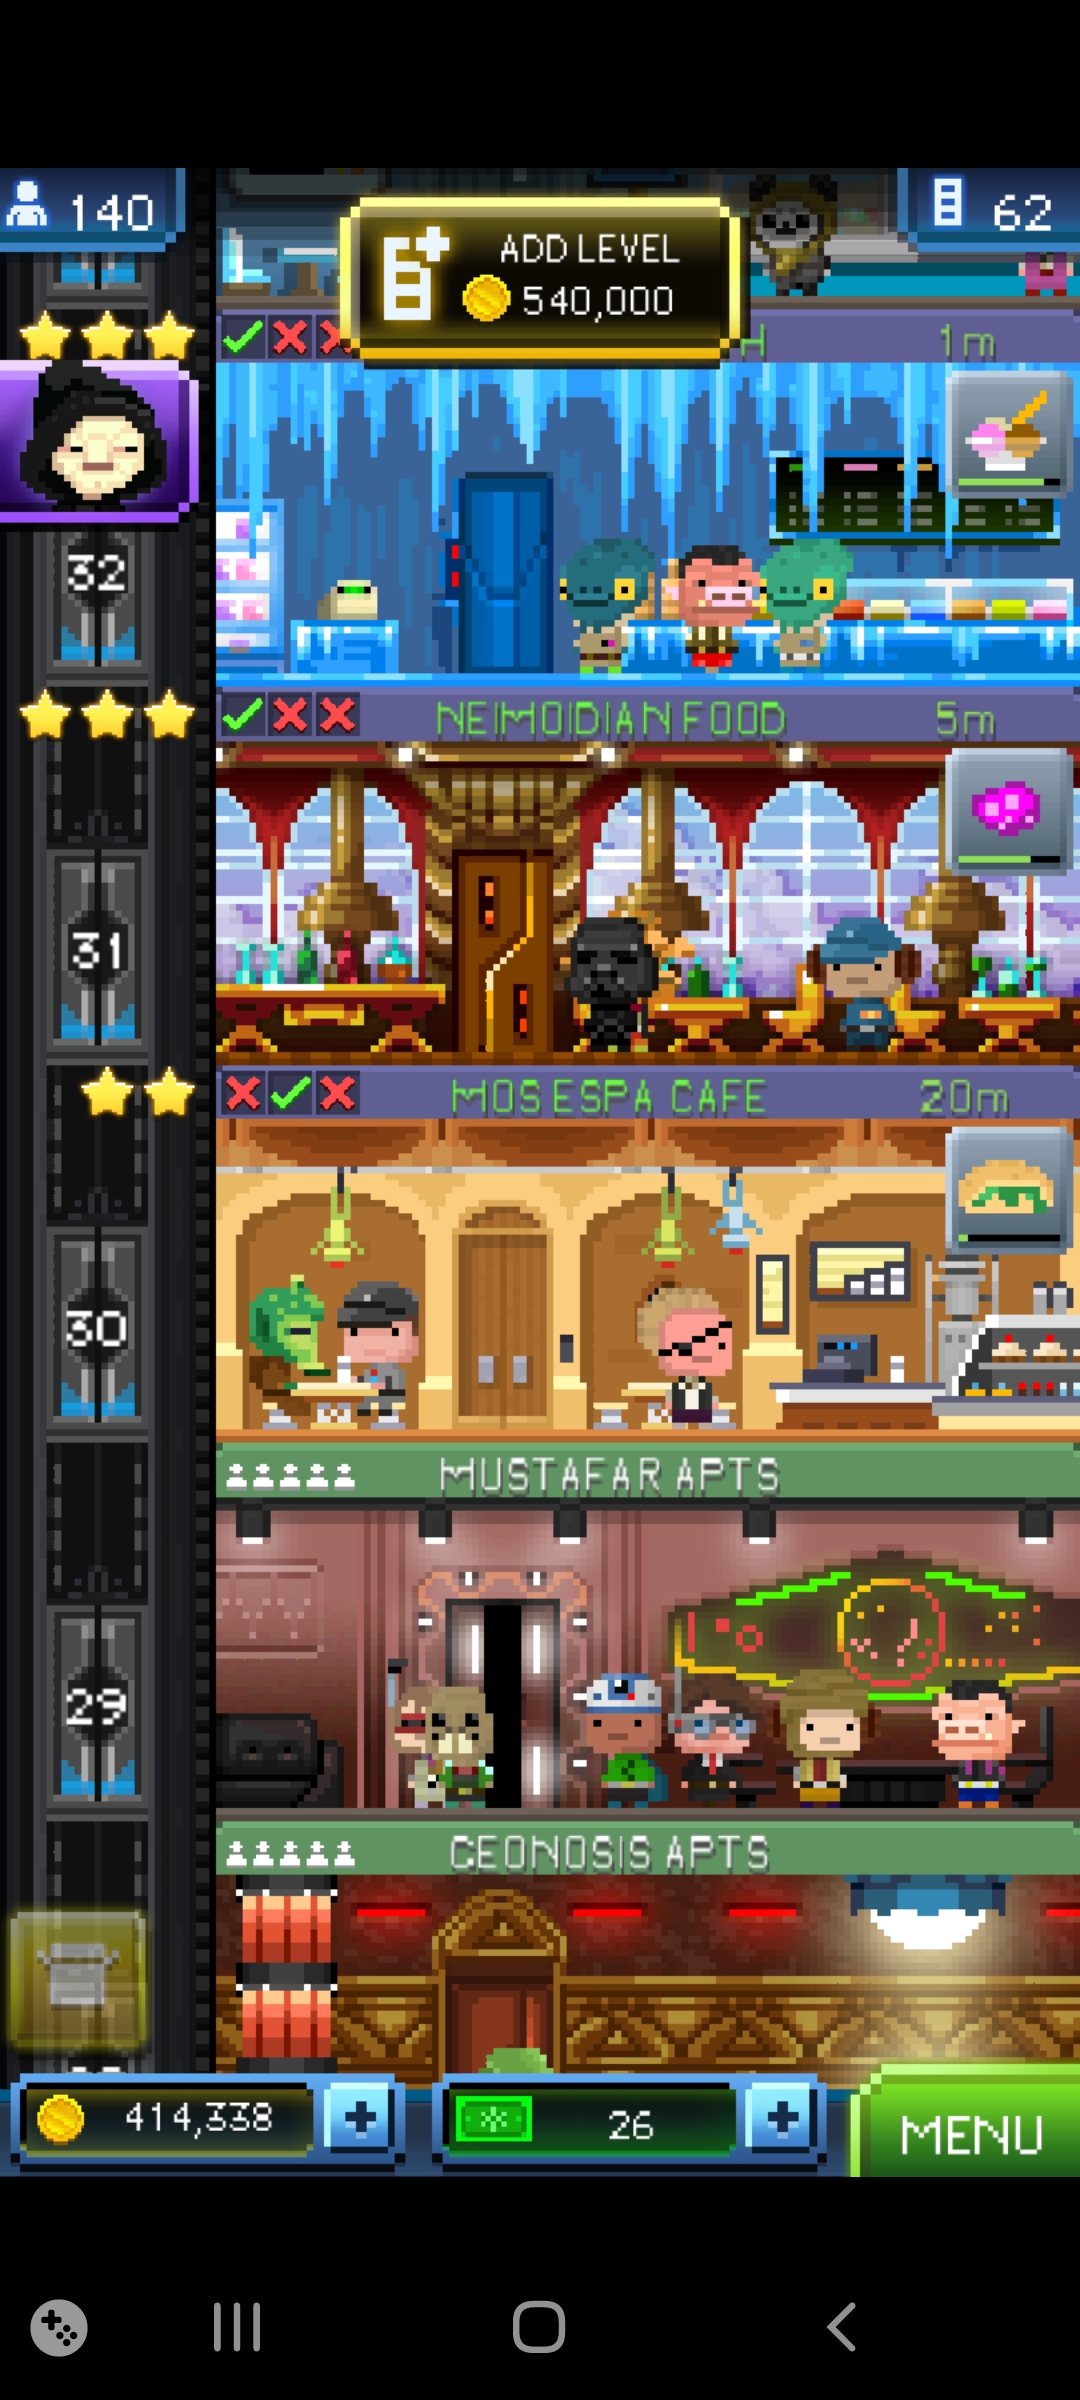 140
62
ADD LEVEL
540,000
H 1m
32
NEIMOIDIAN FOOD 5m
31
MOS ESPA CAFE 20m
30
MUSTAFAR APTS
29
GEONOSIS APTS
414,338
26
MENU